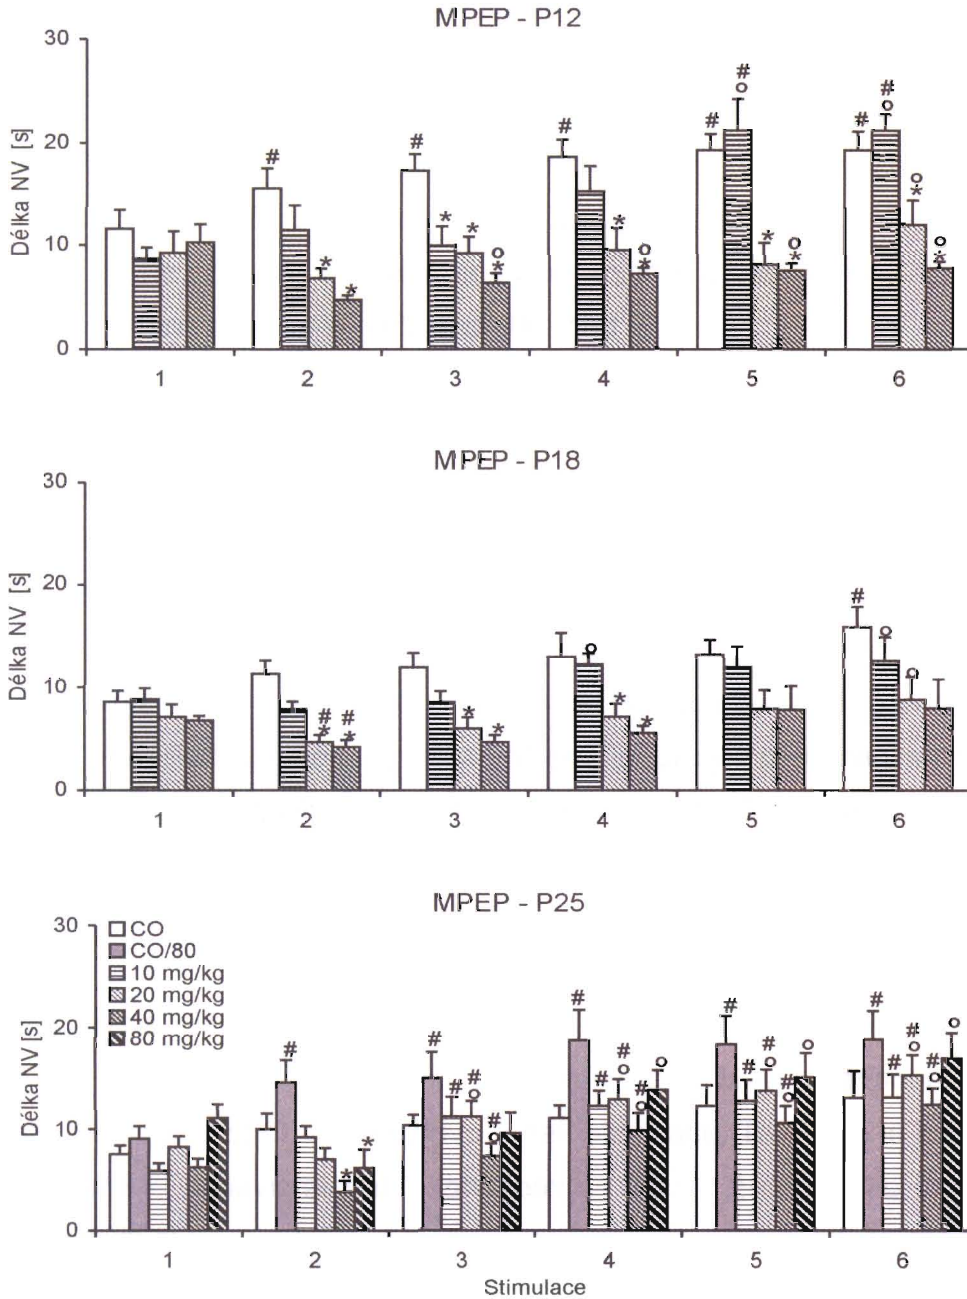 MPEP - P12
Délka NV [s]
30
20
10
0
# # # # # # # o o o o o o o * * * * * * * * * *
1 2 3 4 5 6
MPEP - P18
Délka NV [s]
30
20
10
0
# # # o o o * * * * * *
1 2 3 4 5 6
MPEP - P25
Délka NV [s]
30
20
10
0
CO
CO/80
10 mg/kg
20 mg/kg
40 mg/kg
80 mg/kg
# * * # # # o # o # # # o # o o # # # o # o o # # # o # o o
1 2 3 4 5 6
Stimulace